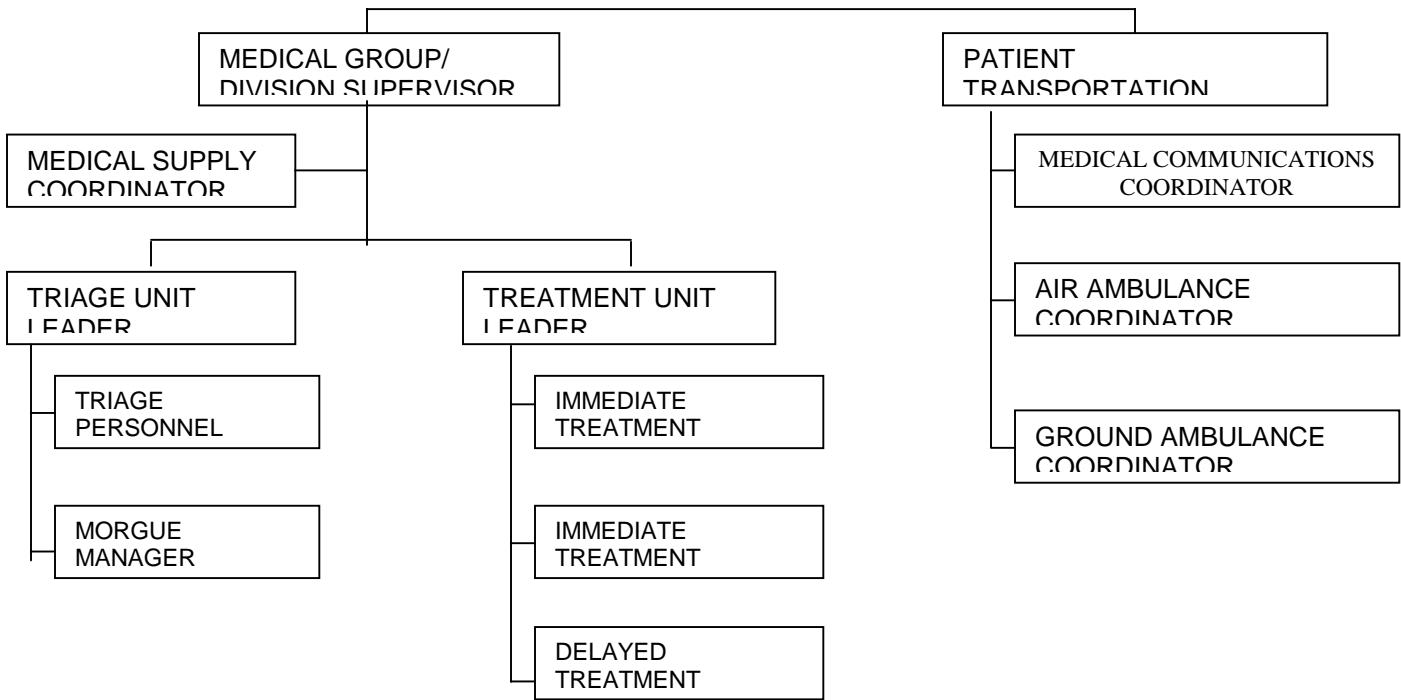 MEDICAL GROUP/
DIVISION SUPERVISOR
PATIENT
TRANSPORTATION
MEDICAL SUPPLY
COORDINATOR
MEDICAL COMMUNICATIONS
COORDINATOR
TRIAGE UNIT
LEADER
TREATMENT UNIT
LEADER
AIR AMBULANCE
COORDINATOR
TRIAGE
PERSONNEL
IMMEDIATE
TREATMENT
GROUND AMBULANCE
COORDINATOR
MORGUE
MANAGER
IMMEDIATE
TREATMENT
DELAYED
TREATMENT